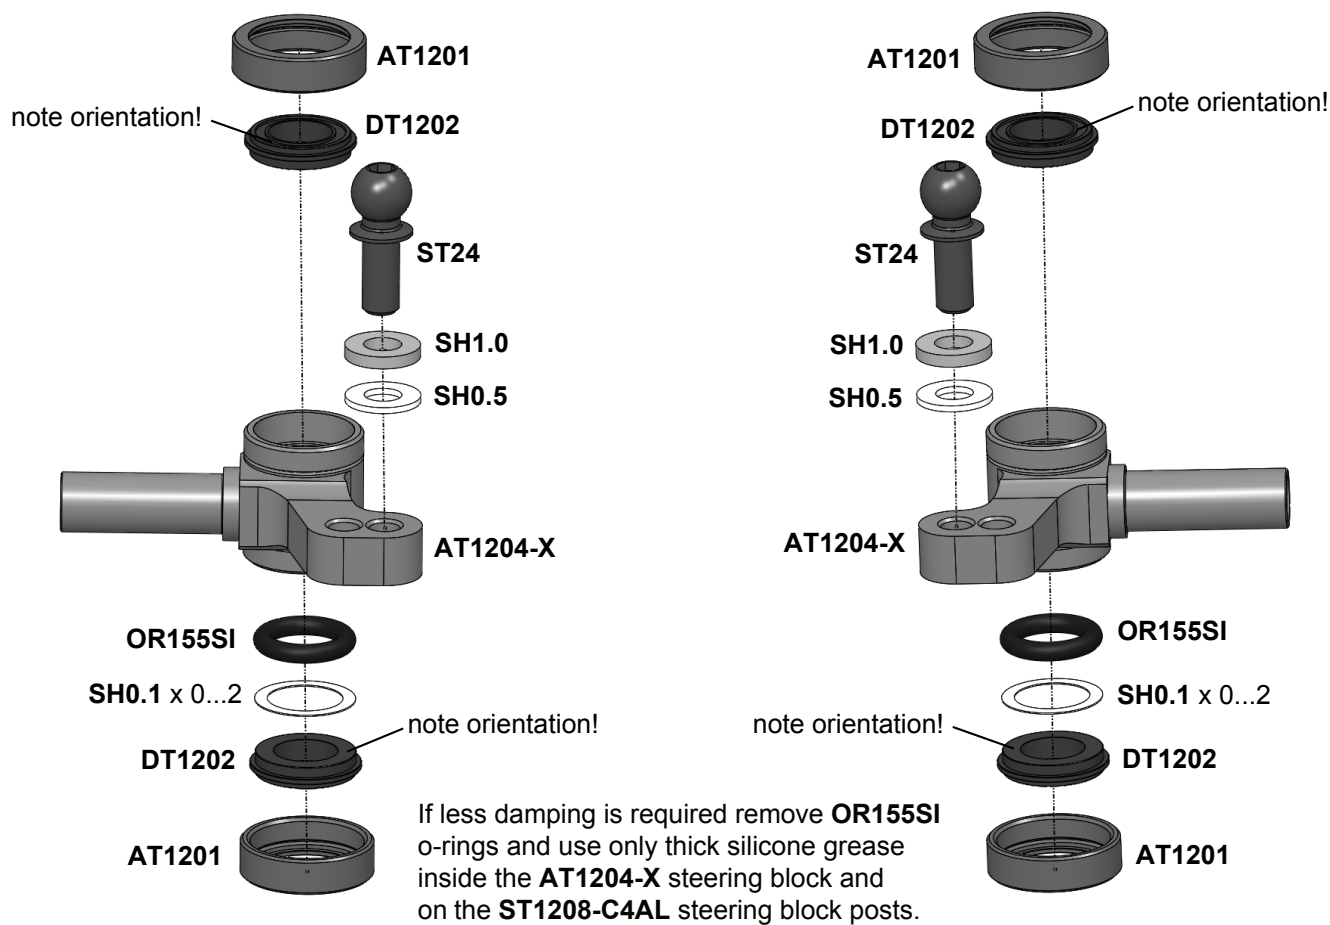 AT1201
note orientation!
DT1202
ST24
SH1.0
SH0.5
AT1204-X
OR155SI
SH0.1 x 0...2
note orientation!
DT1202
AT1201
AT1201
note orientation!
DT1202
ST24
SH1.0
SH0.5
AT1204-X
OR155SI
SH0.1 x 0...2
note orientation!
DT1202
AT1201
If less damping is required remove OR155SI
o-rings and use only thick silicone grease
inside the AT1204-X steering block and
on the ST1208-C4AL steering block posts.